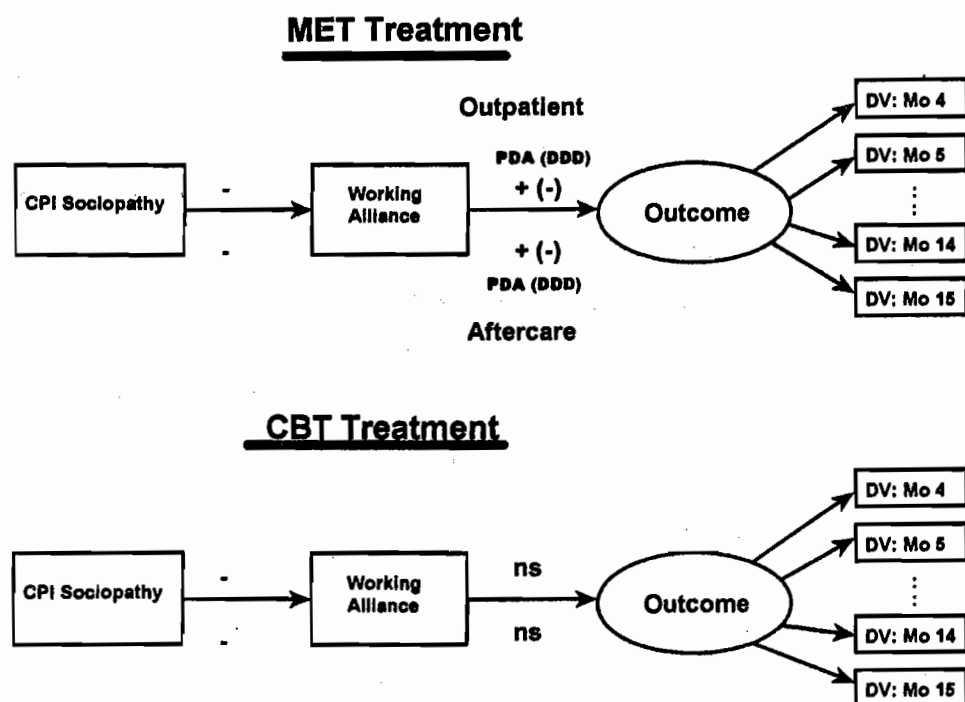 MET Treatment
Outpatient
PDA (DDD)
+ (-)
CPI Sociopathy
-
-
Working
Alliance
+ (-)
PDA (DDD)
Aftercare
Outcome
DV: Mo 4
DV: Mo 5
DV: Mo 14
DV: Mo 15
CBT Treatment
CPI Sociopathy
-
-
Working
Alliance
ns
ns
Outcome
DV: Mo 4
DV: Mo 5
DV: Mo 14
DV: Mo 15